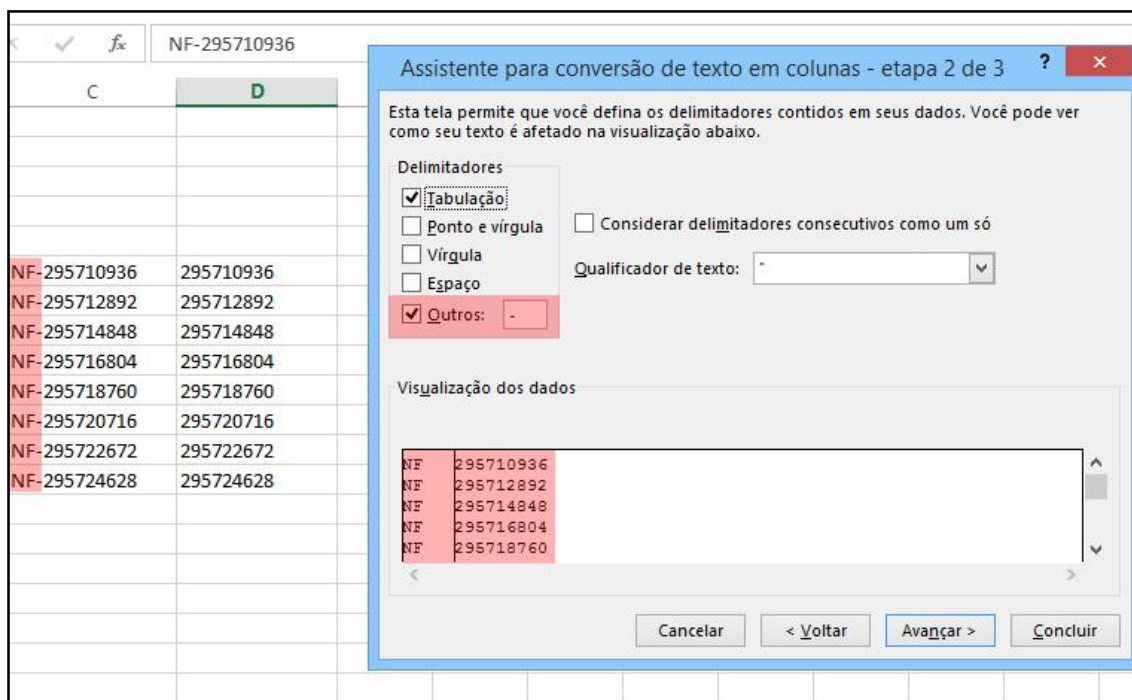 fx NF-295710936
C D
NF-295710936 295710936
NF-295712892 295712892
NF-295714848 295714848
NF-295716804 295716804
NF-295718760 295718760
NF-295720716 295720716
NF-295722672 295722672
NF-295724628 295724628
Assistente para conversão de texto em colunas - etapa 2 de 3 ?
Esta tela permite que você defina os delimitadores contidos em seus dados. Você pode ver
como seu texto é afetado na visualização abaixo.
Delimitadores
Tabulação
Ponto e vírgula
Vírgula
Espaço
Outros: -
Considerar delimitadores consecutivos como um só
Qualificador de texto: "
Visualização dos dados
NF 295710936
NF 295712892
NF 295714848
NF 295716804
NF 295718760
Cancelar < Voltar Avançar > Concluir